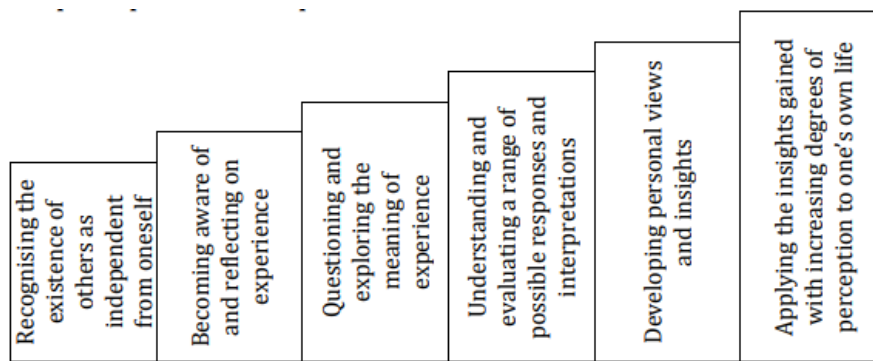 Recognising the
existence of
others as
independent
from oneself
Becoming aware of
and reflecting on
experience
Questioning and
exploring the
meaning of
experience
Understanding and
evaluating a range of
possible responses and
interpretations
Developing personal views
and insights
Applying the insights gained
with increasing degrees of
perception to one's own life